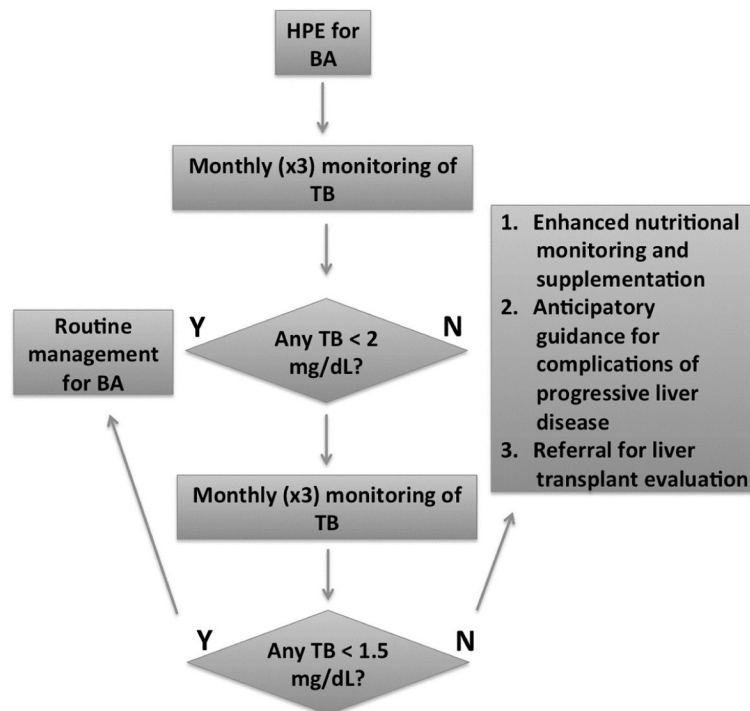 HPE for
BA
Monthly (x3) monitoring of
TB
Y
Any TB < 2
mg/dL?
N
Routine
management
for BA
1. Enhanced nutritional
monitoring and
supplementation
2. Anticipatory
guidance for
complications of
progressive liver
disease
3. Referral for liver
transplant evaluation
Monthly (x3) monitoring of
TB
Y
Any TB < 1.5
mg/dL?
N